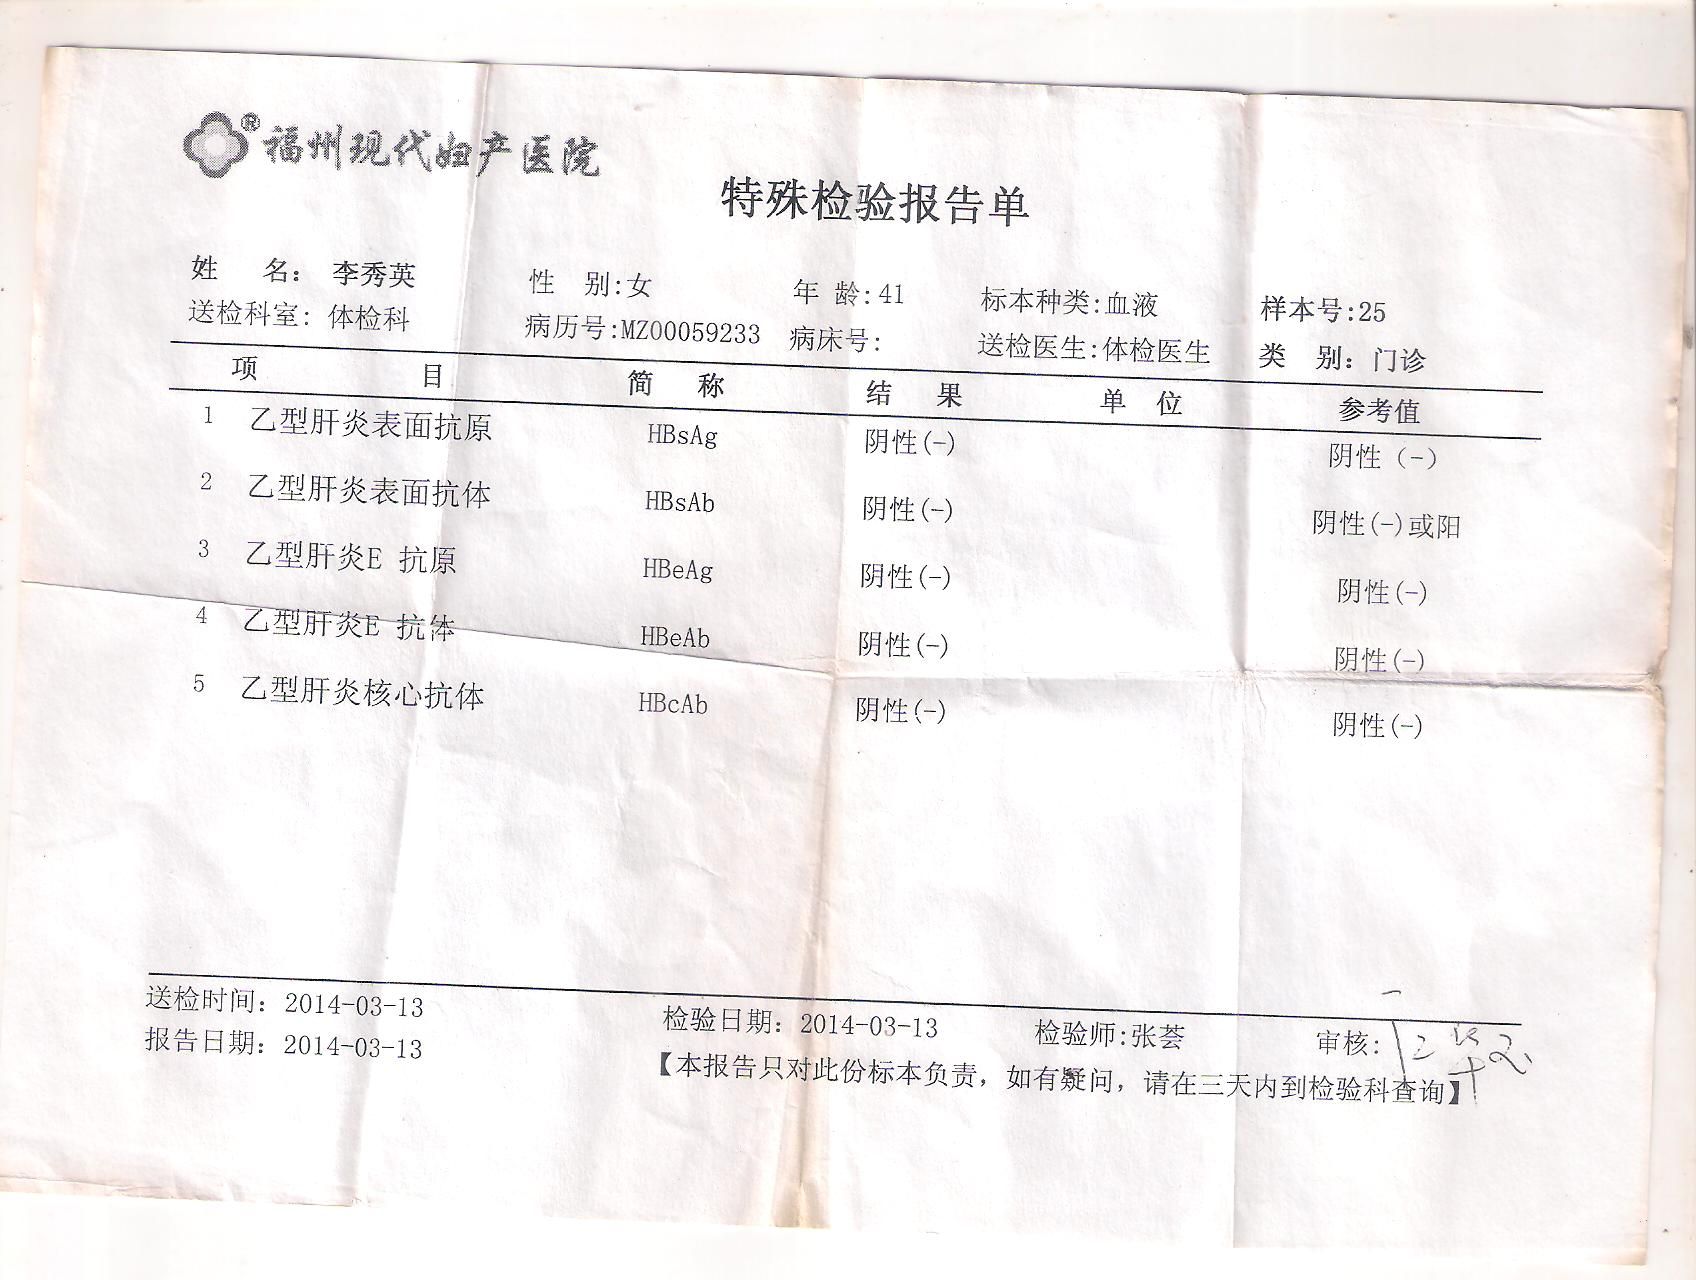 ®福州现代妇产医院
特殊检验报告单
姓 名： 李秀英 性 别:女 年 龄:41 标本种类:血液 样本号:25
送检科室: 体检科 病历号:MZ00059233 病床号: 送检医生:体检医生 类 别: 门诊
项 目 简 称 结 果 单 位 参考值
1 乙型肝炎表面抗原 HBsAg 阴性(-) 阴性 (-)
2 乙型肝炎表面抗体 HBsAb 阴性(-) 阴性(-)或阳
3 乙型肝炎E 抗原 HBeAg 阴性(-) 阴性(-)
4 乙型肝炎E 抗体 HBeAb 阴性(-) 阴性(-)
5 乙型肝炎核心抗体 HBcAb 阴性(-) 阴性(-)
送检时间: 2014-03-13 检验日期: 2014-03-13 检验师:张荟 审核:
报告日期: 2014-03-13 【本报告只对此份标本负责，如有疑问，请在三天内到检验科查询】